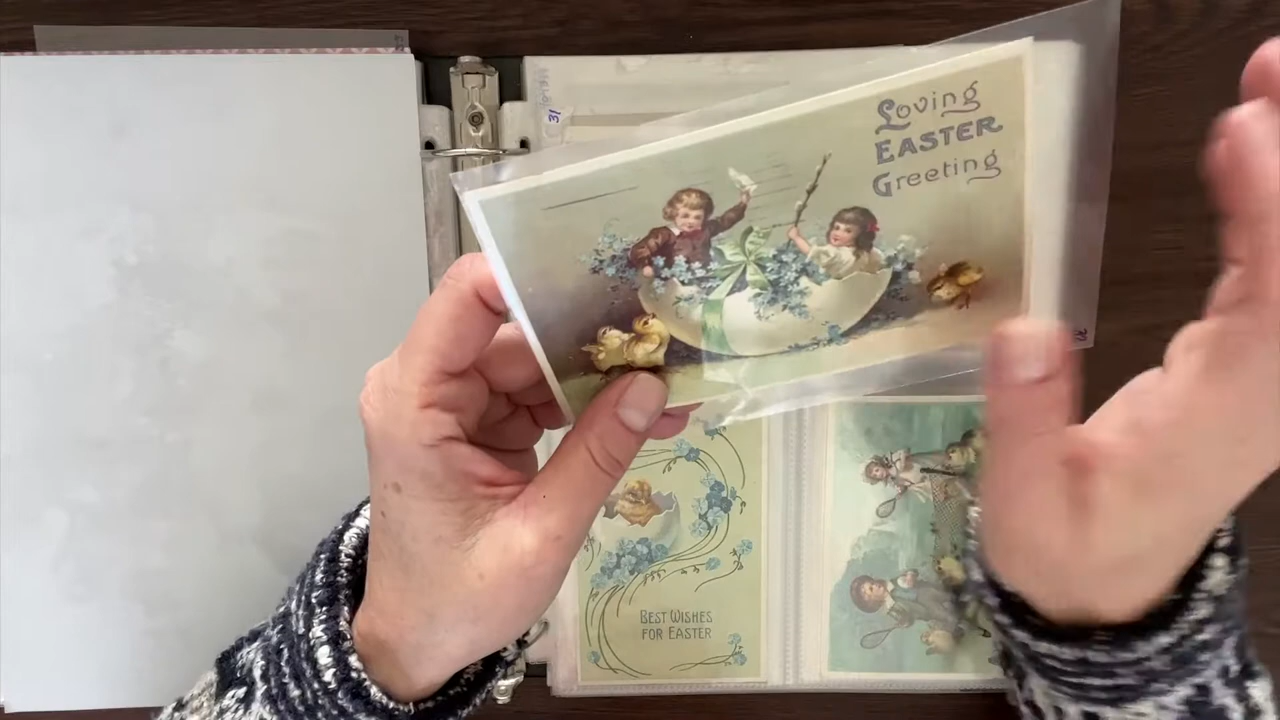 Loving
EASTER
Greeting
31
BEST WISHES
FOR EASTER